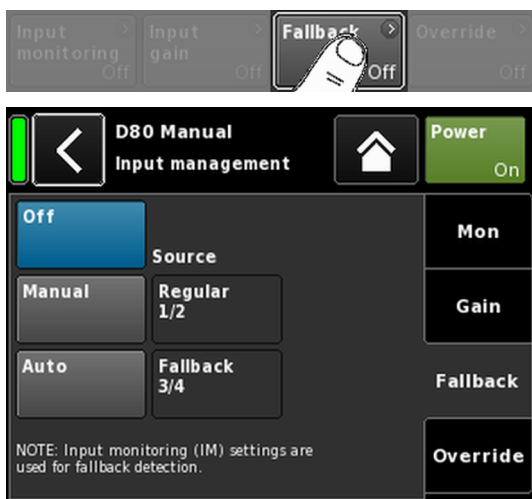 Input
monitoring
Off
Input
gain
Off
Fallback
Off
Override
Off
D80 Manual
Input management
Power
On
Off
Source
Manual
Regular
1/2
Auto
Fallback
3/4
NOTE: Input monitoring (IM) settings are
used for fallback detection.
Mon
Gain
Fallback
Override